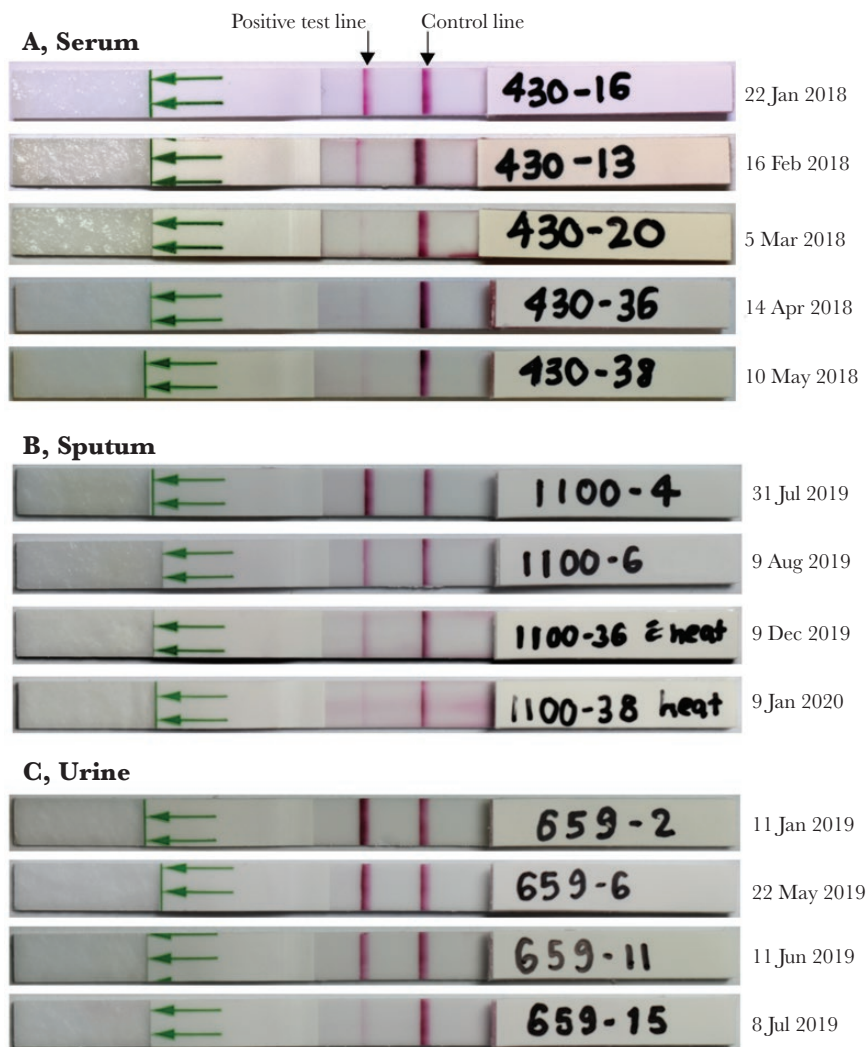 Positive test line Control line
A, Serum
430-16 22 Jan 2018
430-13 16 Feb 2018
430-20 5 Mar 2018
430-36 14 Apr 2018
430-38 10 May 2018
B, Sputum
1100-4 31 Jul 2019
1100-6 9 Aug 2019
1100-36 c̄ heat 9 Dec 2019
1100-38 heat 9 Jan 2020
C, Urine
659-2 11 Jan 2019
659-6 22 May 2019
659-11 11 Jun 2019
659-15 8 Jul 2019